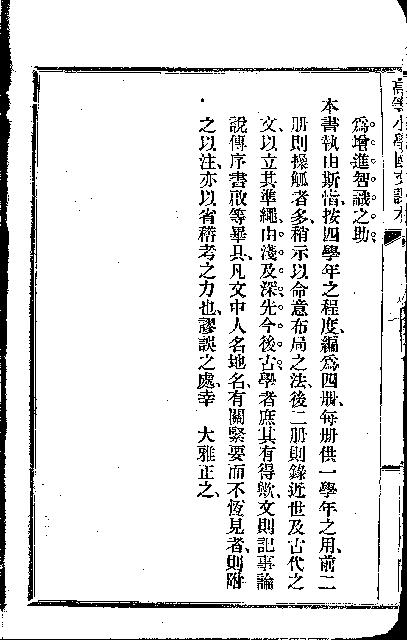 高等小學國文讀本
為增進智識之助
本書執由斯恉、按四學年之程度、編爲四册、每册供一學年之用、前二
册則操觚者多、稍示以命意布局之法、後二册則錄近世及古代之
文以立其準繩、由淺及深先今後古學者庶其有得歟、文則記事論
說傳序書啟等畢具、凡文中人名地名、有關緊要而不恆見者、則附
之以注、亦以省稽考之力也、謬誤之處、幸 大雅正之、